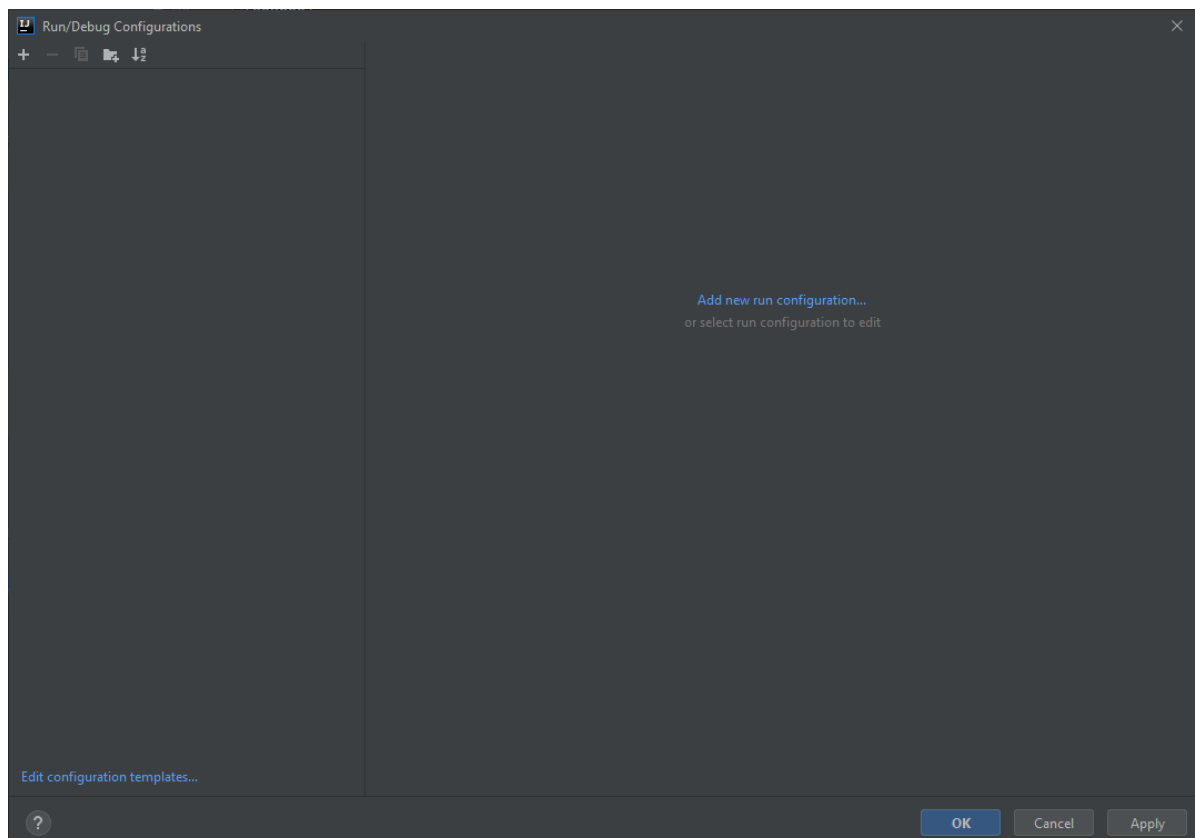 IJ Run/Debug Configurations
Add new run configuration...
or select run configuration to edit
Edit configuration templates...
?
OK Cancel Apply